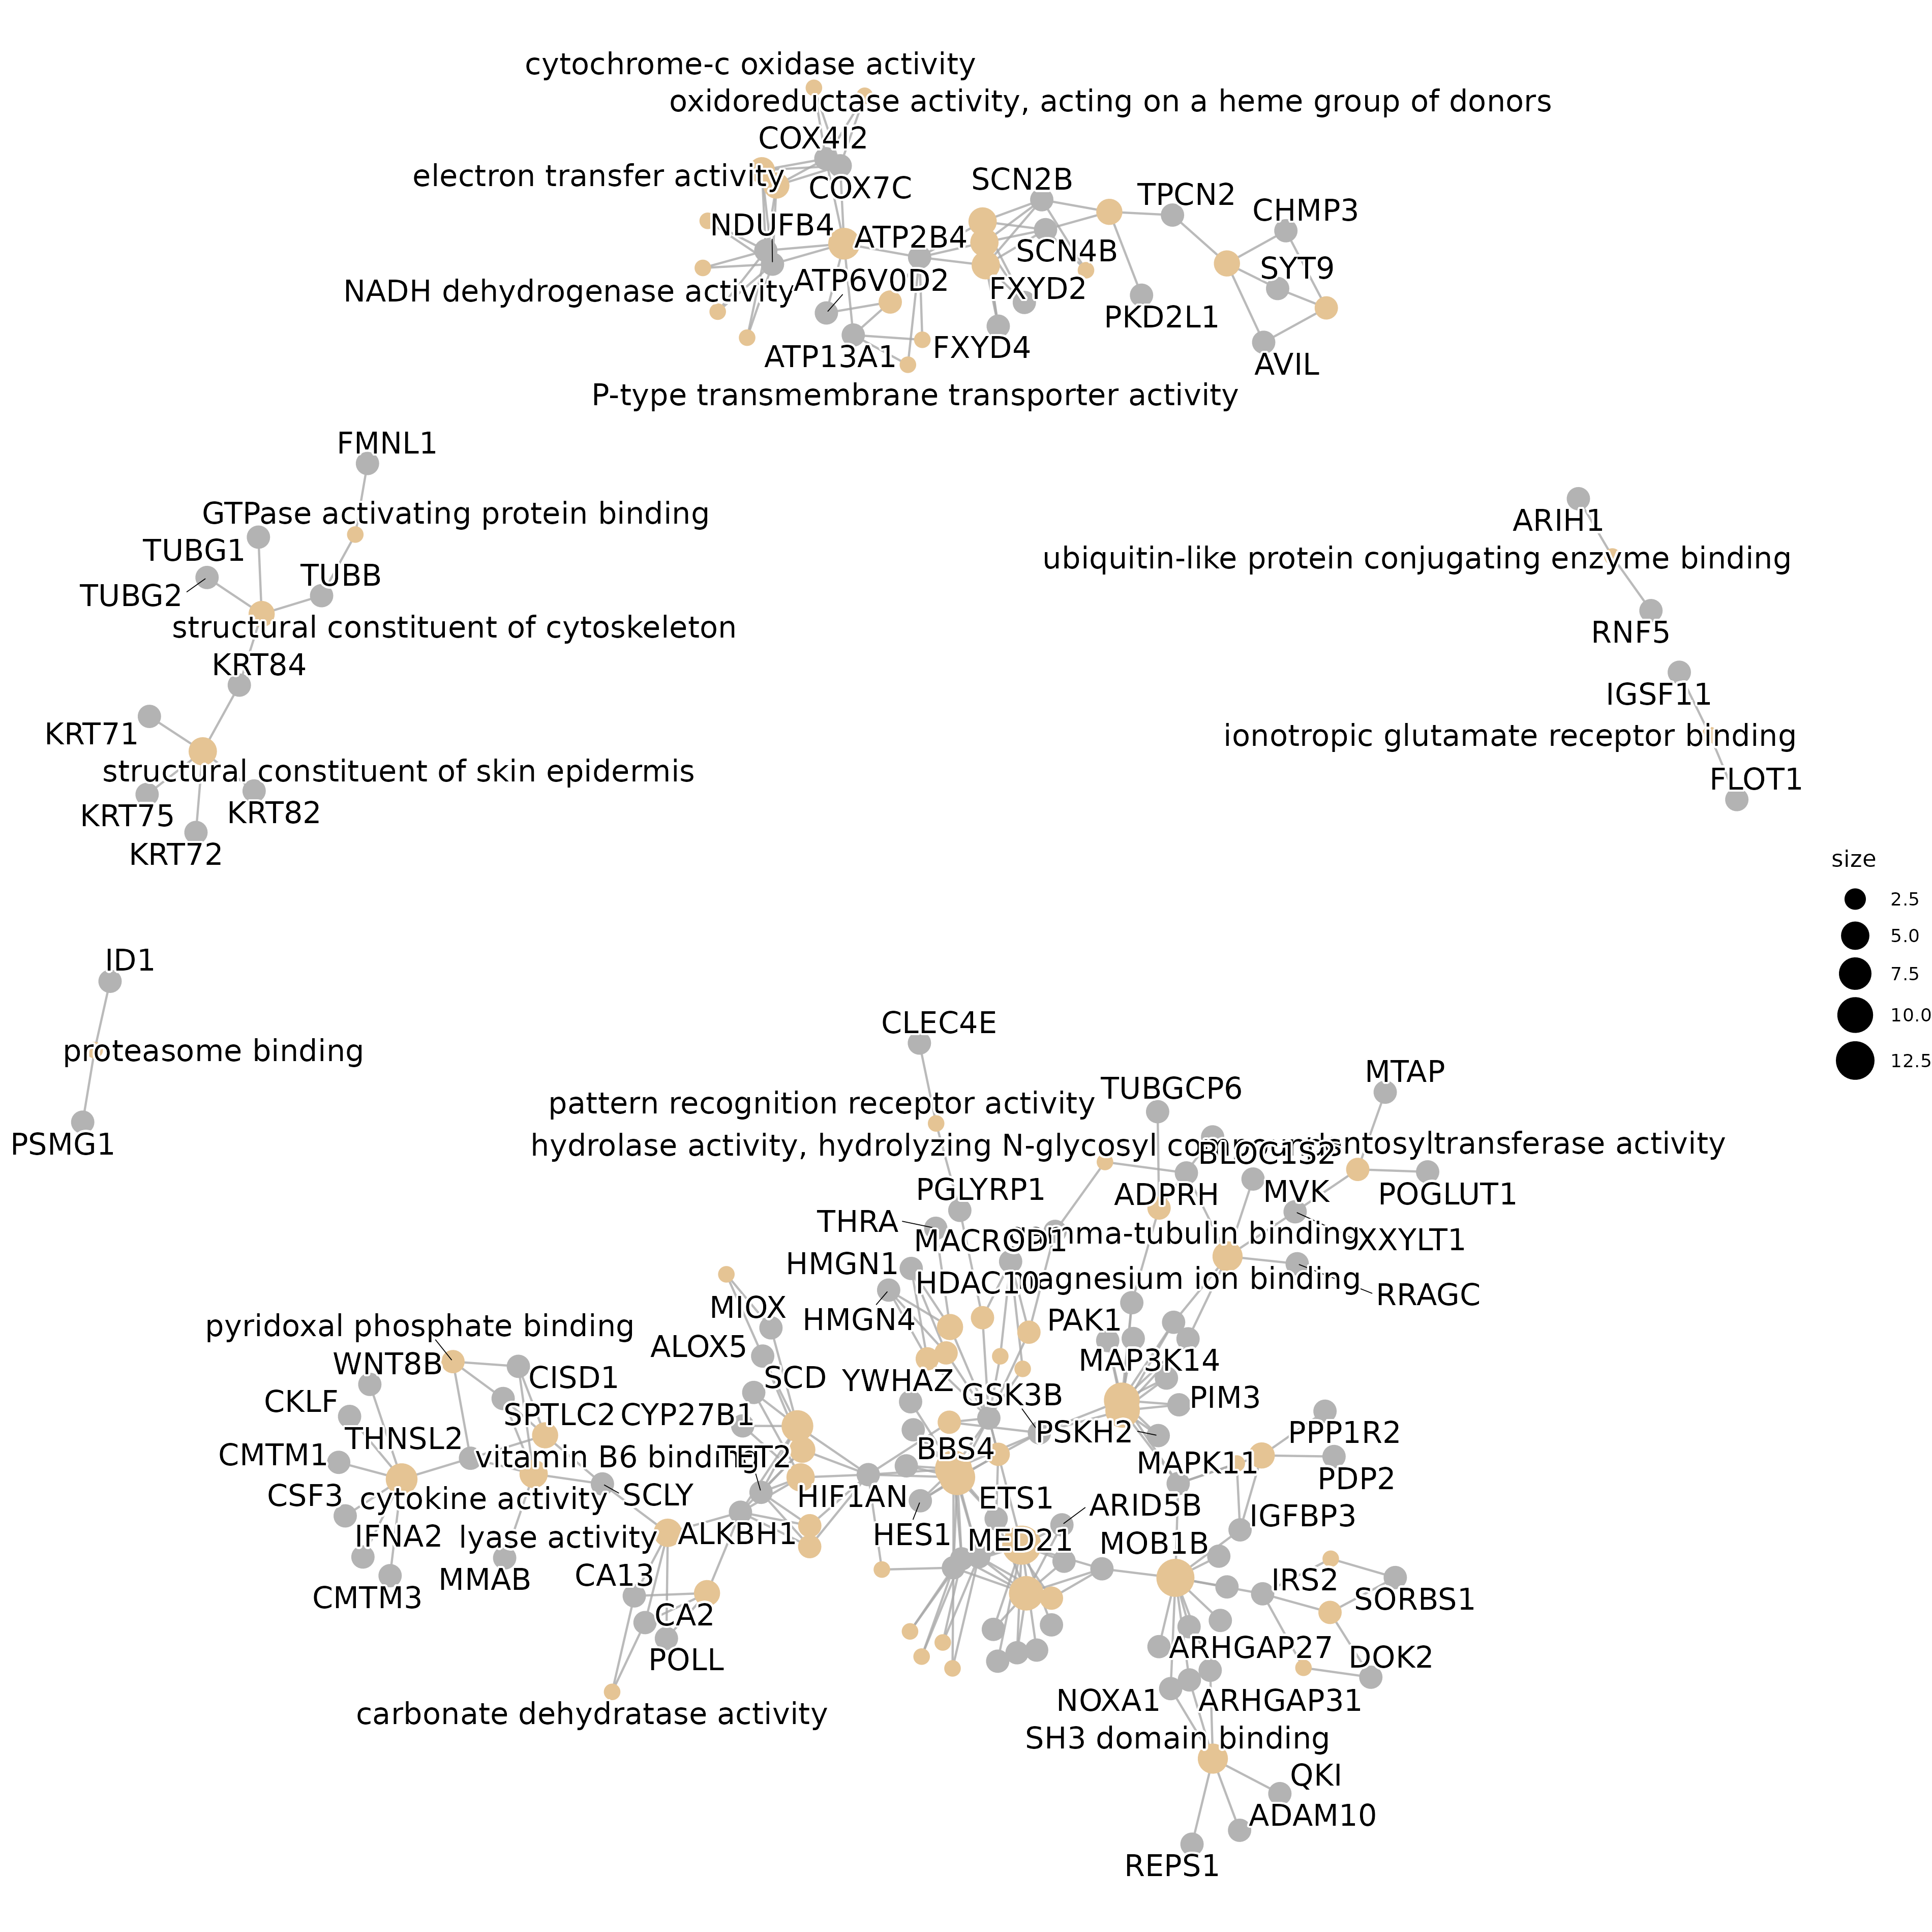 cytochrome-c oxidase activity
oxidoreductase activity, acting on a heme group of donors
COX4I2
electron transfer activity
COX7C
SCN2B
TPCN2
CHMP3
NDUFB4
ATP2B4
SCN4B
SYT9
NADH dehydrogenase activity
ATP6V0D2
FXYD2
PKD2L1
ATP13A1
FXYD4
AVIL
P-type transmembrane transporter activity
FMNL1
GTPase activating protein binding
TUBG1
TUBG2
TUBB
structural constituent of cytoskeleton
KRT84
KRT71
structural constituent of skin epidermis
KRT75
KRT82
KRT72
ARIH1
ubiquitin-like protein conjugating enzyme binding
RNF5
IGSF11
ionotropic glutamate receptor binding
FLOT1
size
2.5
5.0
7.5
10.0
12.5
ID1
proteasome binding
PSMG1
CLEC4E
pattern recognition receptor activity
TUBGCP6
MTAP
hydrolase activity, hydrolyzing N-glycosyl
BLOC1S2
PGLYRP1
ADPRH
MVK
POGLUT1
THRA
MACROD1
gamma-tubulin binding
XXYLT1
HMGN1
HDAC10
magnesium ion binding
RRAGC
MIOX
HMGN4
PAK1
pyridoxal phosphate binding
ALOX5
MAP3K14
WNT8B
CISD1
SCD
YWHAZ
GSK3B
PIM3
CKLF
SPTLC2
CYP27B1
PSKH2
PPP1R2
THNSL2
CMTM1
vitamin B6 binding
TET2
BBS4
MAPK11
PDP2
CSF3
cytokine activity
SCLY
HIF1AN
ETS1
ARID5B
IGFBP3
IFNA2
lyase activity
ALKBH1
HES1
MED21
MOB1B
CMTM3
MMAB
CA13
IRS2
SORBS1
CA2
POLL
ARHGAP27
DOK2
carbonate dehydratase activity
NOXA1
ARHGAP31
SH3 domain binding
QKI
ADAM10
REPS1